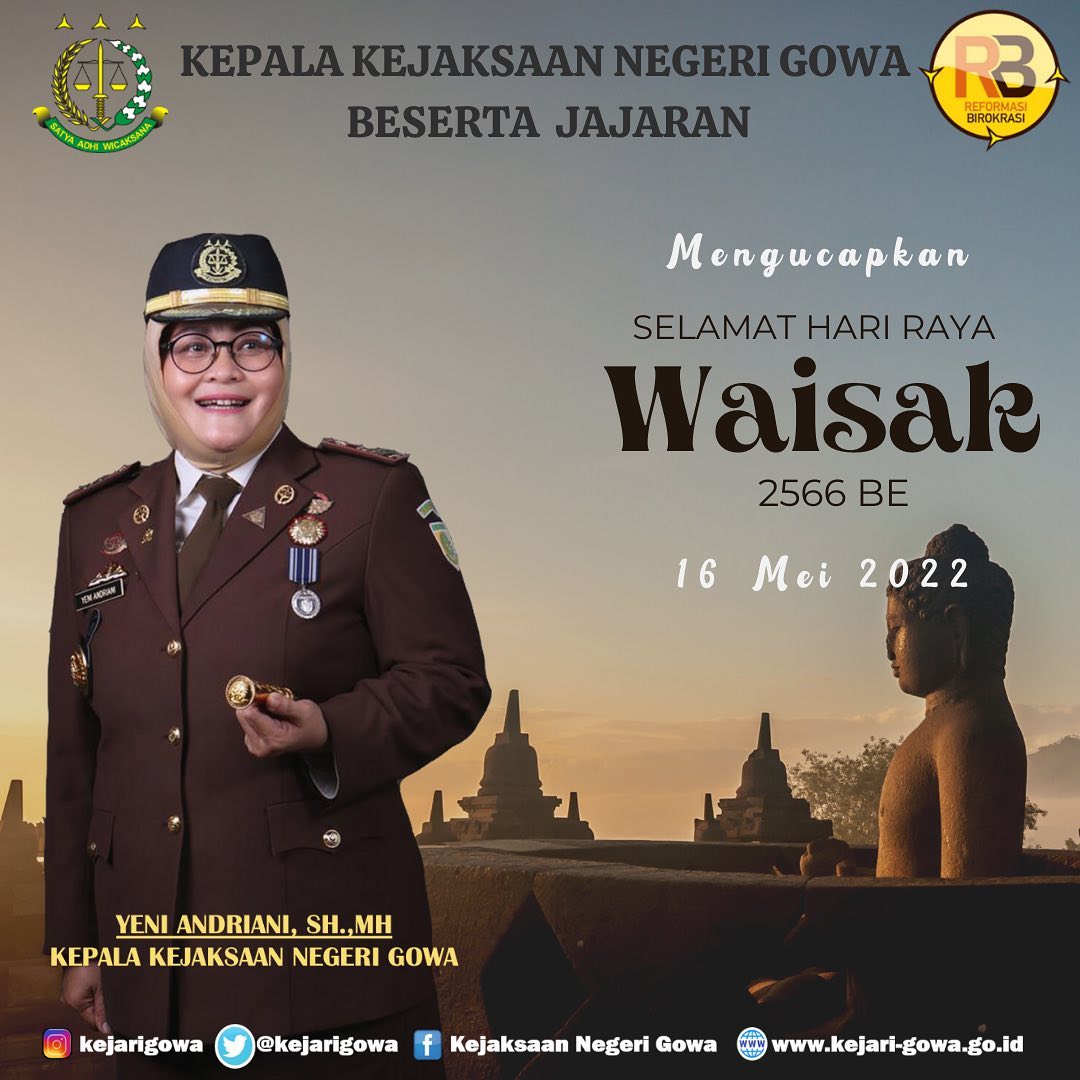 KEPALA KEJAKSAAN NEGERI GOWA
BESERTA JAJARAN
SATYA ADHI WICAKSANA
RB
REFORMASI
BIROKRASI
Mengucapkan
SELAMAT HARI RAYA
Waisak
2566 BE
16 Mei 2022
YENI ANDRIANI
YENI ANDRIANI, SH.,MH
KEPALA KEJAKSAAN NEGERI GOWA
kejarigowa @kejarigowa Kejaksaan Negeri Gowa www.kejari-gowa.go.id